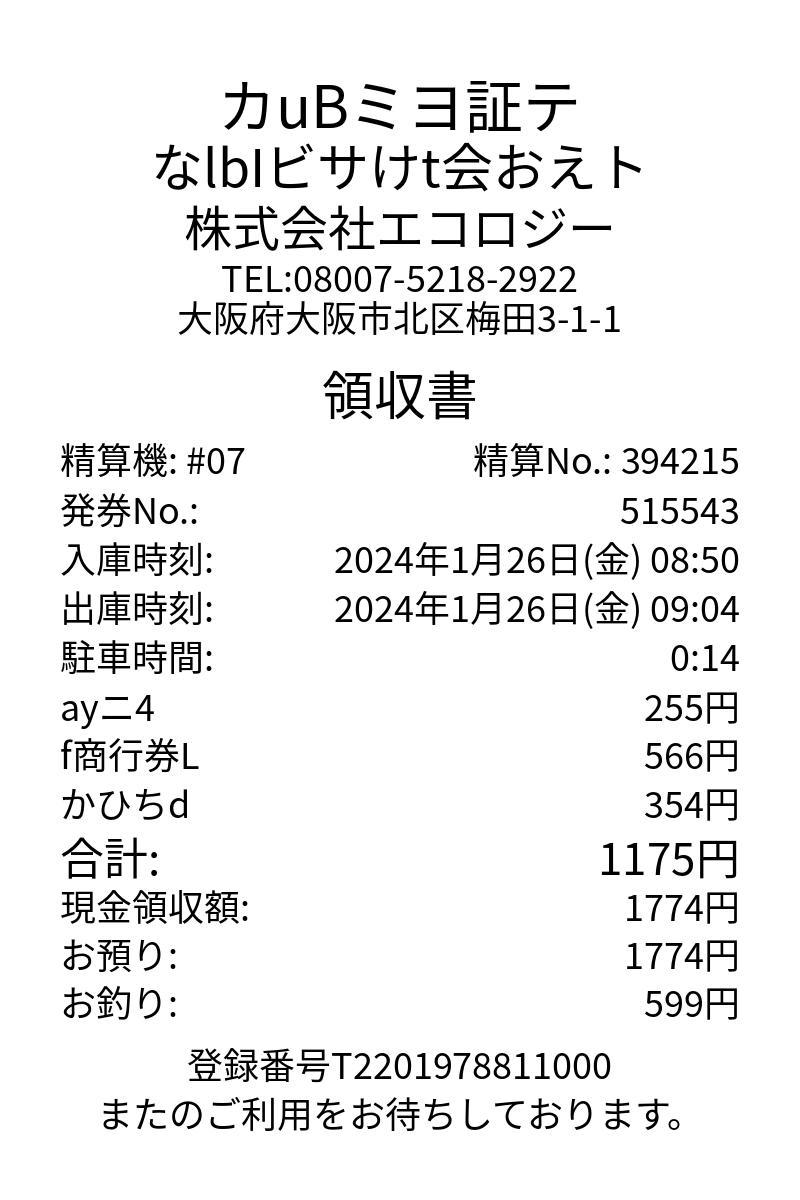 カuBミヨ証テ
なlbIビサけt会おえト
株式会社エコロジー
TEL:08007-5218-2922
大阪府大阪市北区梅田3-1-1
領収書
精算機: #07 精算No.: 394215
発券No.: 515543
入庫時刻: 2024年1月26日(金) 08:50
出庫時刻: 2024年1月26日(金) 09:04
駐車時間: 0:14
ayニ4 255円
f商行券L 566円
かひちd 354円
合計: 1175円
現金領収額: 1774円
お預り: 1774円
お釣り: 599円
登録番号T2201978811000
またのご利用をお待ちしております。